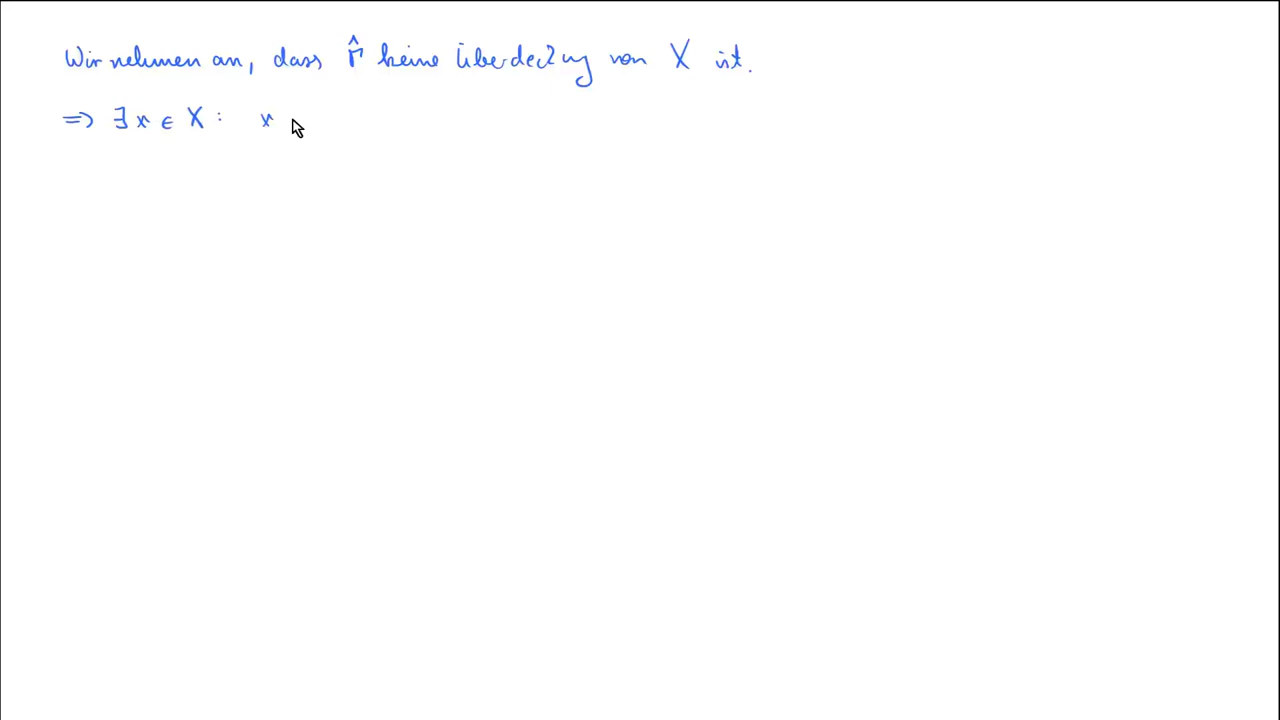 Wir nehmen an, dass Γ̂ keine Überdeckung von X ist.
⇒ ∃ x ∈ X : x